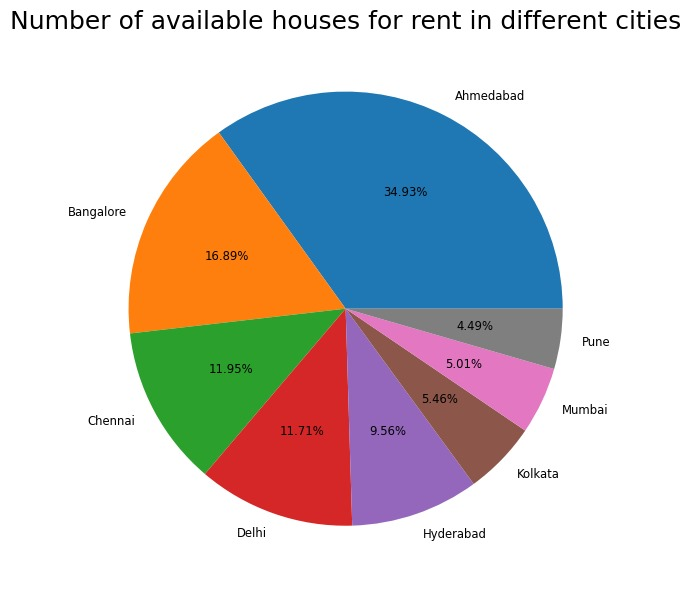 Number of available houses for rent in different cities
Ahmedabad
34.93%
Bangalore
16.89%
Chennai
11.95%
Delhi
11.71%
Hyderabad
9.56%
Kolkata
5.46%
Mumbai
5.01%
Pune
4.49%